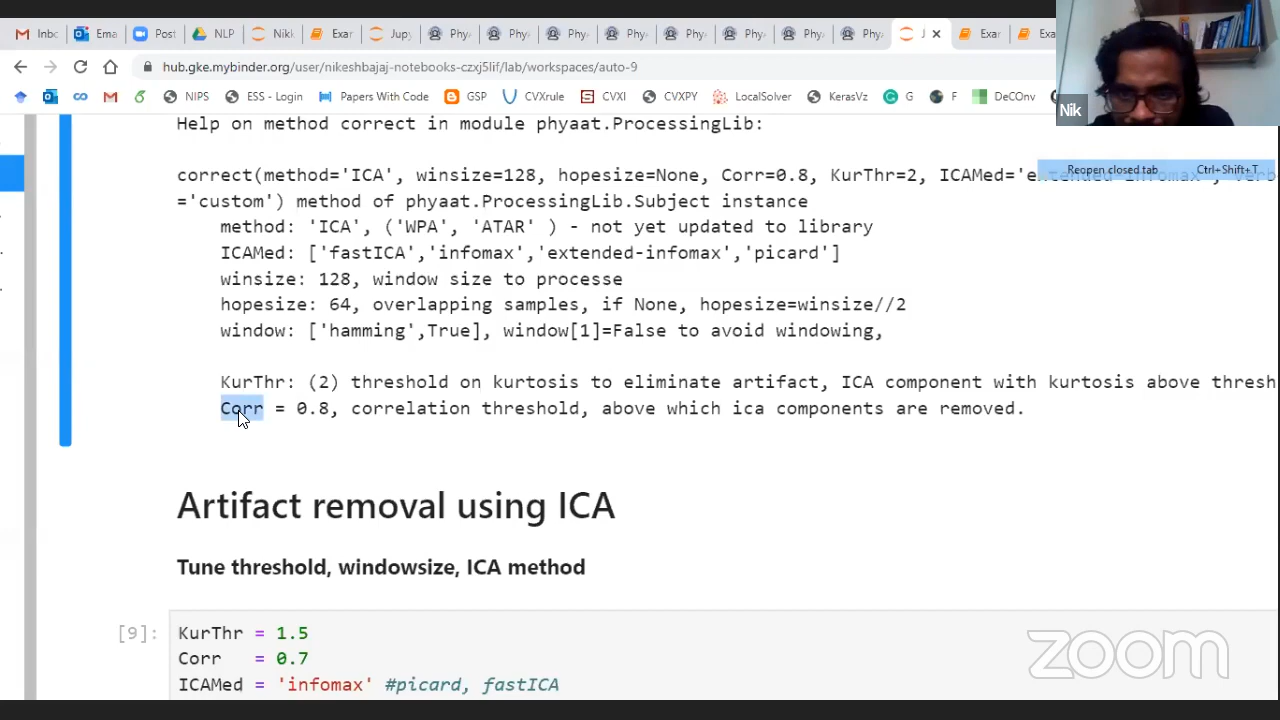 Inbc Ema Post NLP Nikk Exar Jupy Phy Phy Phy Phy Phy Phy Phy Phy J Exar Exa
hub.gke.mybinder.org/user/nikeshbajaj-notebooks-czxj5lif/lab/workspaces/auto-9
NIPS ESS - Login Papers With Code GSP CVXrule CVXI CVXPY LocalSolver KerasVz G F DeCOnv
Nik
Reopen closed tab Ctrl+Shift+T
Help on method correct in module phyaat.ProcessingLib:
correct(method='ICA', winsize=128, hopesize=None, Corr=0.8, KurThr=2, ICAMed=
='custom') method of phyaat.ProcessingLib.Subject instance
method: 'ICA', ('WPA', 'ATAR' ) - not yet updated to library
ICAMed: ['fastICA','infomax','extended-infomax','picard']
winsize: 128, window size to processe
hopesize: 64, overlapping samples, if None, hopesize=winsize//2
window: ['hamming',True], window[1]=False to avoid windowing,
KurThr: (2) threshold on kurtosis to eliminate artifact, ICA component with kurtosis above thresh
Corr = 0.8, correlation threshold, above which ica components are removed.
Artifact removal using ICA
Tune threshold, windowsize, ICA method
[9]: KurThr = 1.5
Corr = 0.7
ICAMed = 'infomax' #picard, fastICA
zoom